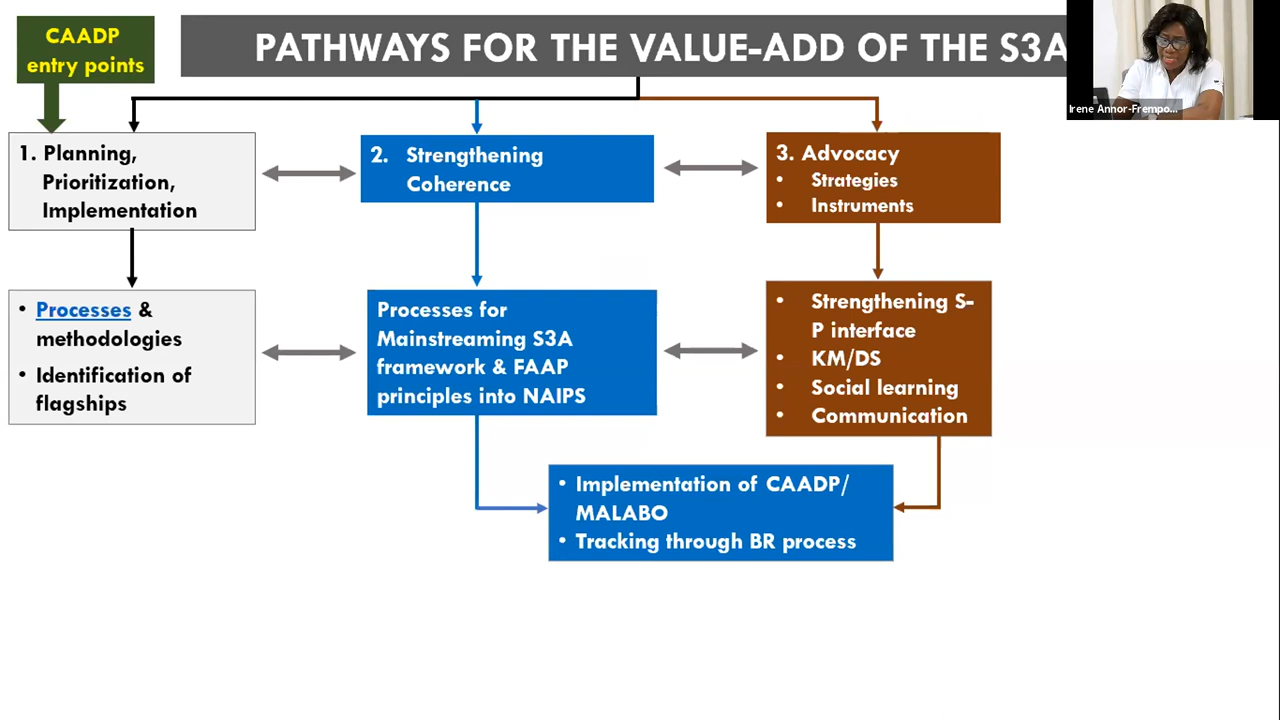 CAADP
entry points
PATHWAYS FOR THE VALUE-ADD OF THE S3A
Irene Annor-Frempo...
1. Planning,
Prioritization,
Implementation
2. Strengthening
Coherence
3. Advocacy
• Strategies
• Instruments
• Processes &
methodologies
• Identification of
flagships
Processes for
Mainstreaming S3A
framework & FAAP
principles into NAIPS
• Strengthening S-
P interface
• KM/DS
• Social learning
• Communication
• Implementation of CAADP/
MALABO
• Tracking through BR process